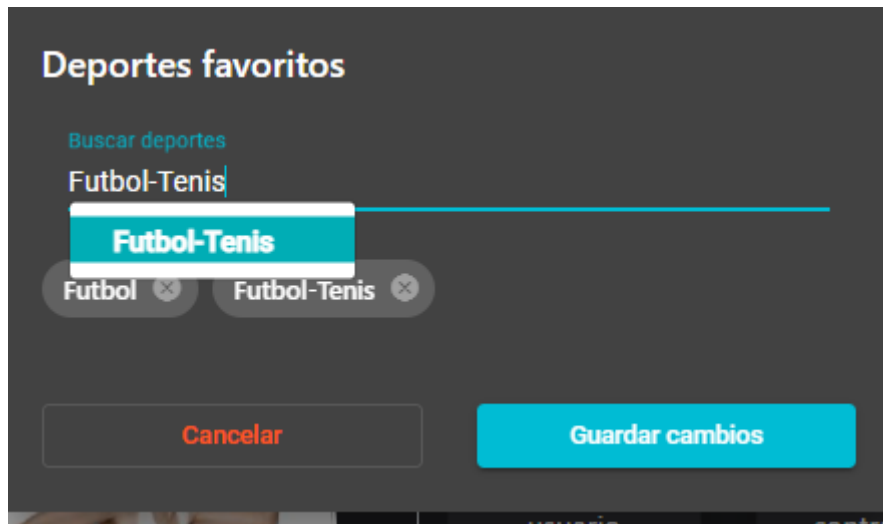 Deportes favoritos
Buscar deportes
Futbol-Tenis
Futbol-Tenis
Futbol Futbol-Tenis
Cancelar Guardar cambios